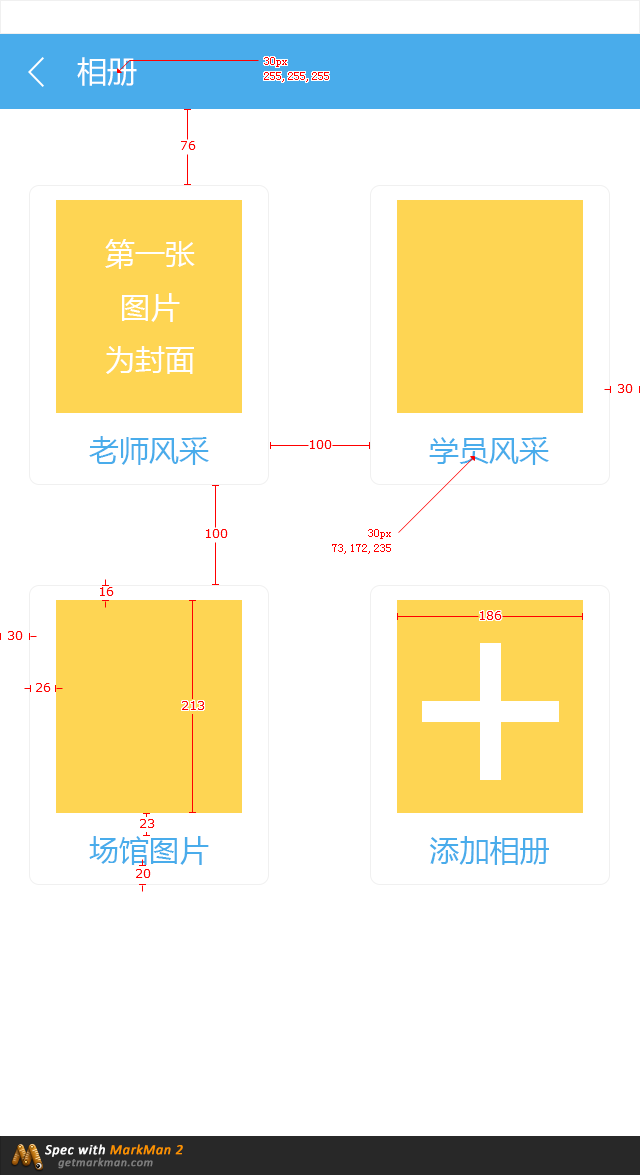 相册
30px
255, 255, 255
76
第一张
图片
为封面
30
老师风采
100
学员风采
100
30px
73, 172, 235
16
186
30
26
213
23
场馆图片
添加相册
20
Spec with MarkMan 2
getmarkman.com